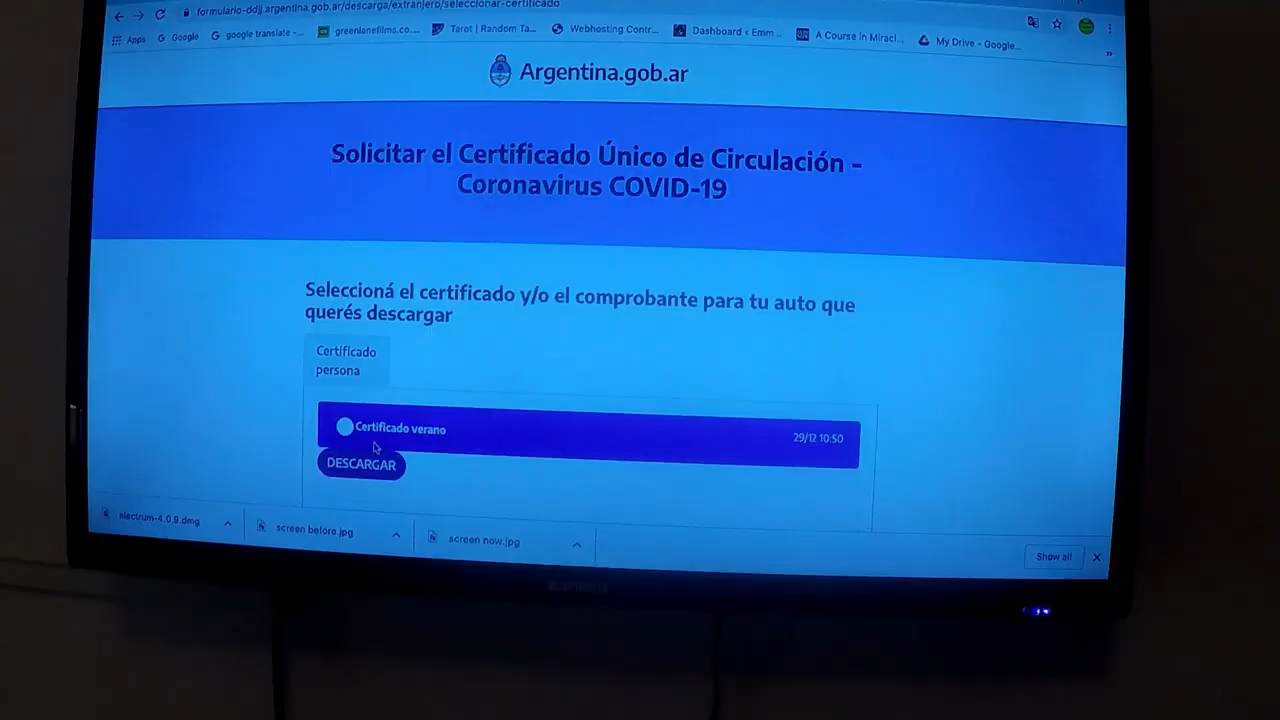 formulario-ddjj.argentina.gob.ar/descarga/extranjero/seleccionar-certificado
Apps Google google translate -... greenlanefilms.co.... Tarot | Random Ta... Webhosting Contr... Dashboard ‹ Emm... A Course in Miracl... My Drive - Google... »
Argentina.gob.ar
Solicitar el Certificado Único de Circulación -
Coronavirus COVID-19
Seleccioná el certificado y/o el comprobante para tu auto que
querés descargar
Certificado
persona
Certificado verano 29/12 10:50
DESCARGAR
electrum-4.0.9.dmg screen before.jpg screen now.jpg Show all